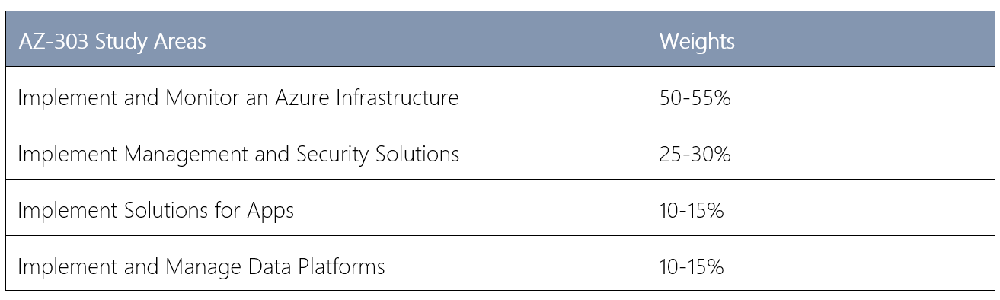 AZ-303 Study Areas Weights
Implement and Monitor an Azure Infrastructure 50-55%
Implement Management and Security Solutions 25-30%
Implement Solutions for Apps 10-15%
Implement and Manage Data Platforms 10-15%